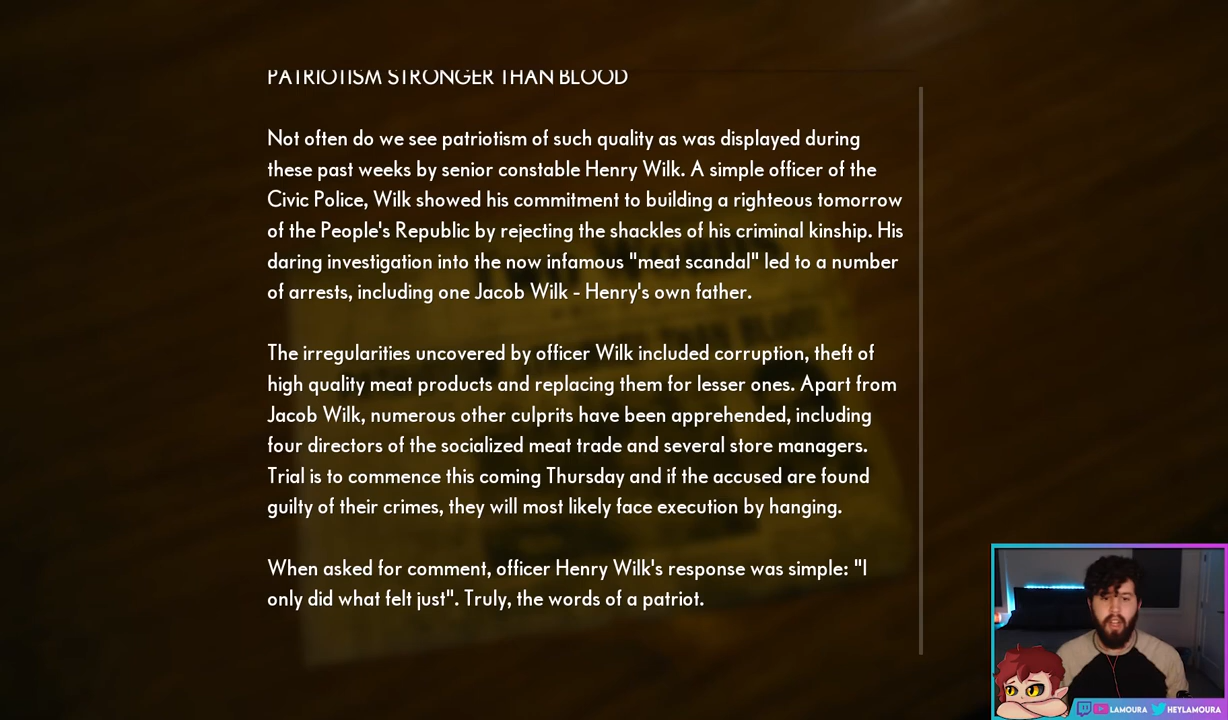 PATRIOTISM STRONGER THAN BLOOD
Not often do we see patriotism of such quality as was displayed during
these past weeks by senior constable Henry Wilk. A simple officer of the
Civic Police, Wilk showed his commitment to building a righteous tomorrow
of the People's Republic by rejecting the shackles of his criminal kinship. His
daring investigation into the now infamous "meat scandal" led to a number
of arrests, including one Jacob Wilk - Henry's own father.
The irregularities uncovered by officer Wilk included corruption, theft of
high quality meat products and replacing them for lesser ones. Apart from
Jacob Wilk, numerous other culprits have been apprehended, including
four directors of the socialized meat trade and several store managers.
Trial is to commence this coming Thursday and if the accused are found
guilty of their crimes, they will most likely face execution by hanging.
When asked for comment, officer Henry Wilk's response was simple: "I
only did what felt just". Truly, the words of a patriot.
LAMOURA HEYLAMOURA